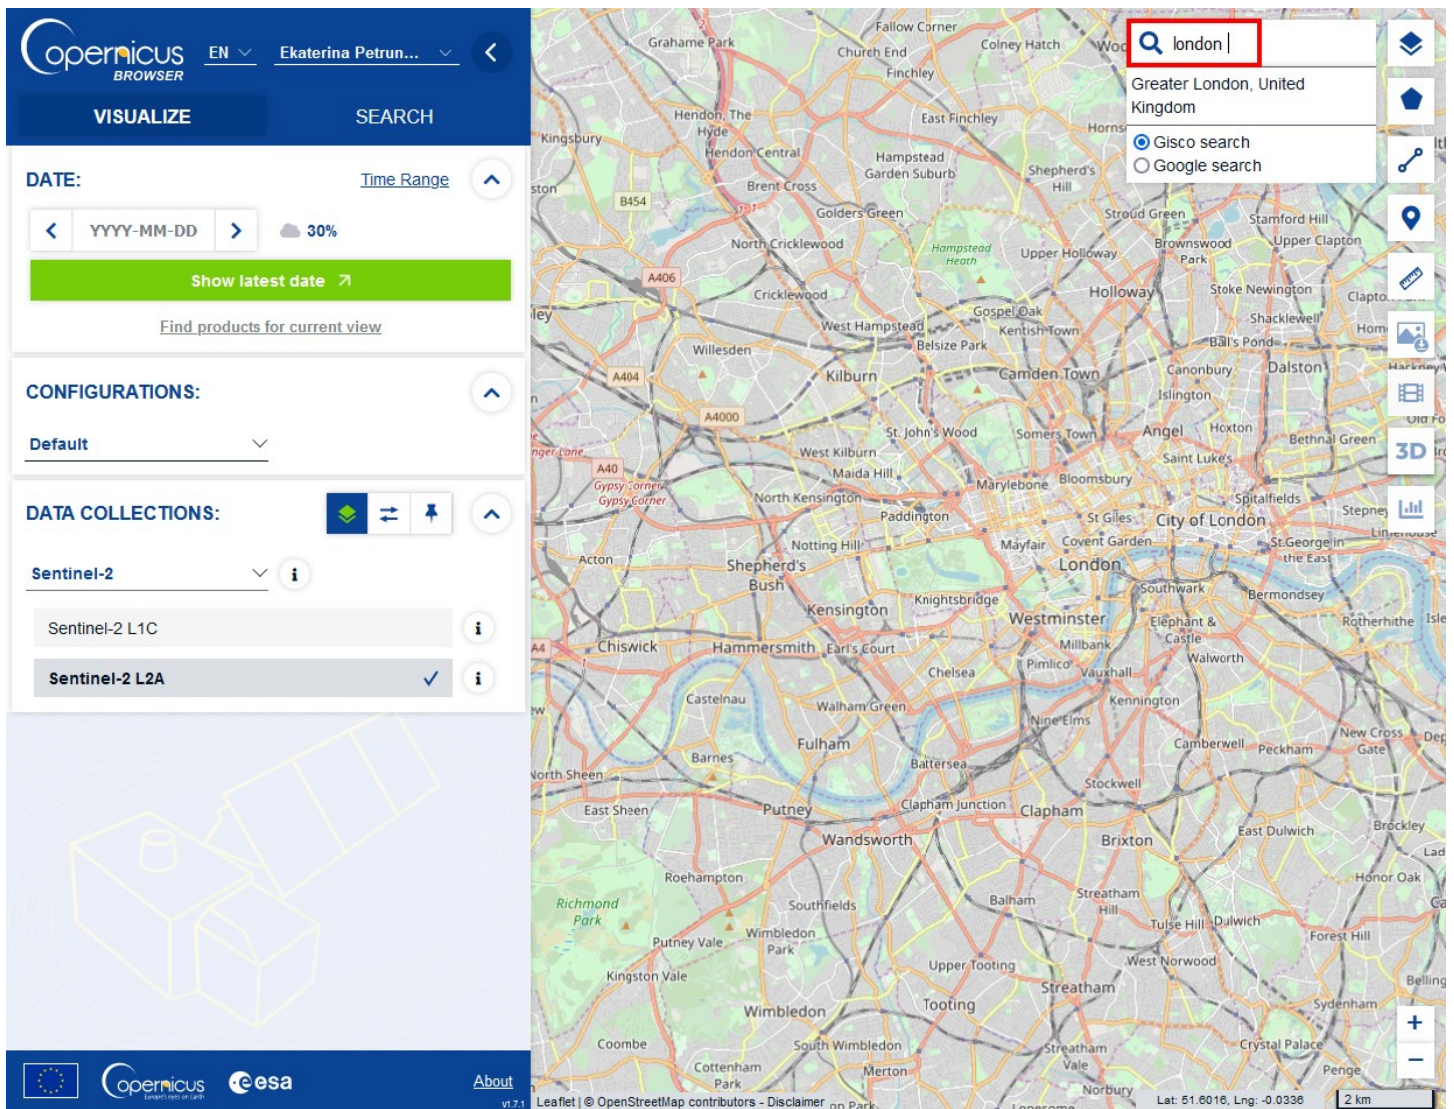 Copernicus
BROWSER
EN
Ekaterina Petrun...
VISUALIZE
SEARCH
DATE:
Time Range
YYYY-MM-DD
30%
Show latest date
Find products for current view
CONFIGURATIONS:
Default
DATA COLLECTIONS:
Sentinel-2
i
Sentinel-2 L1C
i
Sentinel-2 L2A
i
Copernicus
Europe's eyes on Earth
esa
About
v1.7.1
london
Greater London, United
Kingdom
Gisco search
Google search
3D
Grahame Park
Fallow Corner
Church End
Colney Hatch
Finchley
Hendon, The
Hyde
East Finchley
Kingsbury
Hendon Central
Hampstead
Garden Suburb
Shepherd's
Hill
Brent Cross
B454
Golders Green
Stroud Green
Stamford Hill
North Cricklewood
Hampstead
Heath
Upper Holloway
Brownswood
Park
Upper Clapton
A406
Cricklewood
Holloway
Stoke Newington
Gospel Oak
Shacklewell
West Hampstead
Kentish Town
Belsize Park
Ball's Pond
Willesden
A404
Kilburn
Camden Town
Canonbury
Dalston
Islington
A4000
St. John's Wood
Somers Town
Angel
Hoxton
Bethnal Green
West Kilburn
Saint Luke's
A40
Gypsy Corner
Gypsy Corner
Maida Hill
Marylebone
Bloomsbury
North Kensington
Spitalfields
Paddington
St Giles
City of London
Stepney
Notting Hill
Mayfair
Covent Garden
St.George in
the East
Limehouse
Acton
Shepherd's
Bush
London
Southwark
Bermondsey
Kensington
Knightsbridge
Westminster
Elephant &
Castle
Rotherhithe
A4
Chiswick
Hammersmith
Earl's Court
Millbank
Walworth
Chelsea
Pimlico
Vauxhall
Castelnau
Walham Green
Kennington
Nine Elms
New Cross
Gate
Fulham
Camberwell
Peckham
Barnes
Battersea
North Sheen
Stockwell
East Sheen
Putney
Clapham Junction
Clapham
Wandsworth
Brixton
East Dulwich
Brockley
Roehampton
Honor Oak
Richmond
Park
Southfields
Balham
Streatham
Hill
Tulse Hill
Dulwich
Putney Vale
Wimbledon
Park
Forest Hill
Kingston Vale
Upper Tooting
West Norwood
Streatham
Wimbledon
Tooting
Sydenham
Coombe
South Wimbledon
Streatham
Vale
Crystal Palace
Cottenham
Park
Merton
Penge
Norbury
Leaflet | © OpenStreetMap contributors - Disclaimer
Lat: 51.6016, Lng: -0.0336
2 km